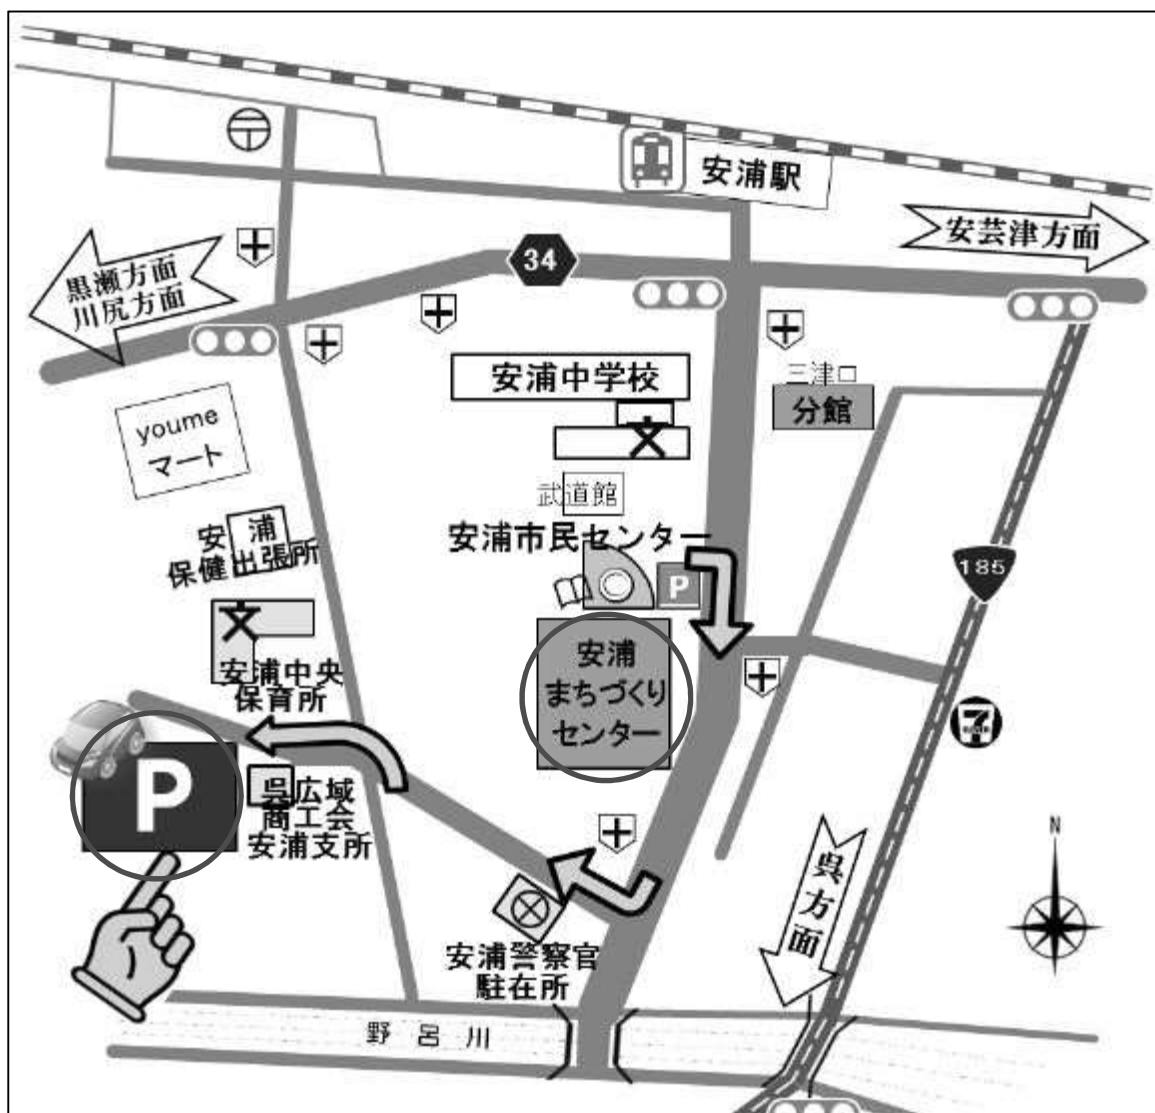 安浦駅
安芸津方面
黒瀬方面
川尻方面
34
安浦中学校
三津口
分館
youme
マート
武道館
安浦市民センター
P
安浦
保健出張所
185
安浦
まちづくり
センター
安浦中央
保育所
7
P
呉広域
商工会
安浦支所
呉方面
N
安浦警察官
駐在所
野呂川